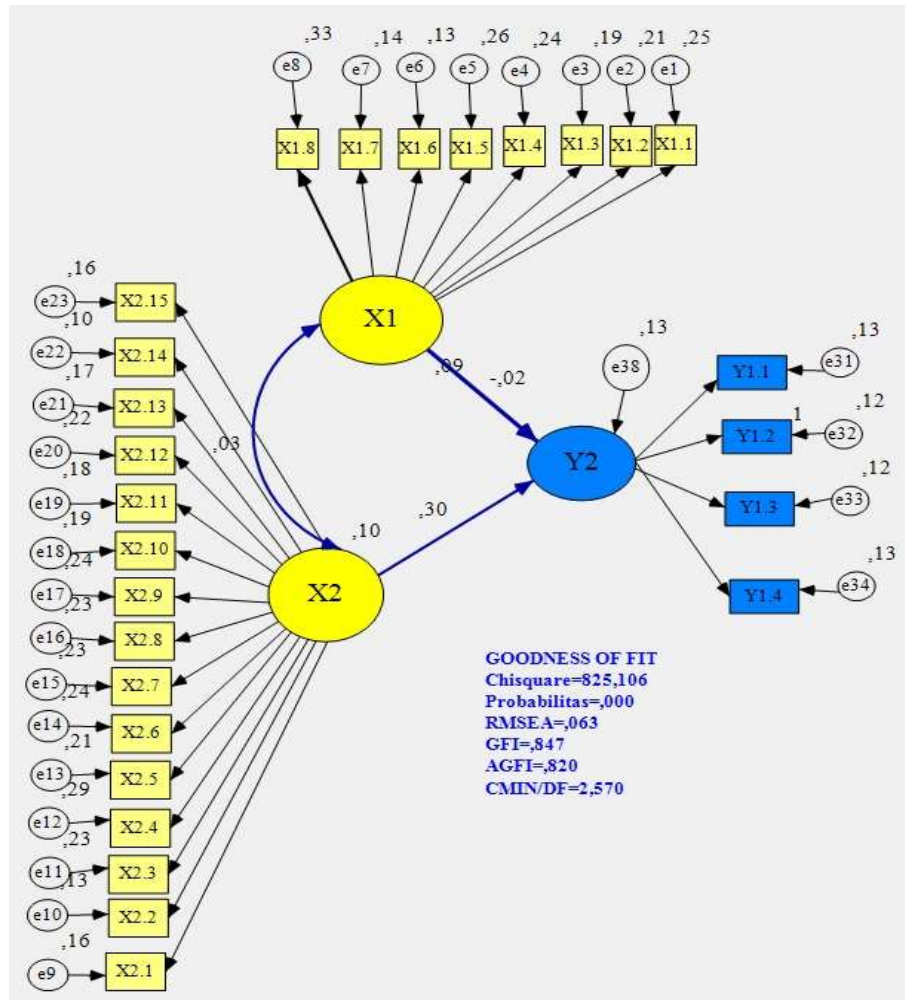 ,33 ,14 ,13 ,26 ,24 ,19 ,21 ,25
e8 e7 e6 e5 e4 e3 e2 e1
X1.8 X1.7 X1.6 X1.5 X1.4 X1.3 X1.2 X1.1
X1
,09
-,02
,03
,16
e23 X2.15
,10
e22 X2.14
,17
e21 X2.13
,22
e20 X2.12
,18
e19 X2.11
,19
e18 X2.10
,24
e17 X2.9
,23
e16 X2.8
,23
e15 X2.7
,24
e14 X2.6
,21
e13 X2.5
,29
e12 X2.4
,23
e11 X2.3
,13
e10 X2.2
,16
e9 X2.1
,10
X2
,30
,13
e38
Y2
,13
Y1.1 e31
1 ,12
Y1.2 e32
,12
Y1.3 e33
,13
Y1.4 e34
GOODNESS OF FIT
Chisquare=825,106
Probabilitas=,000
RMSEA=,063
GFI=,847
AGFI=,820
CMIN/DF=2,570